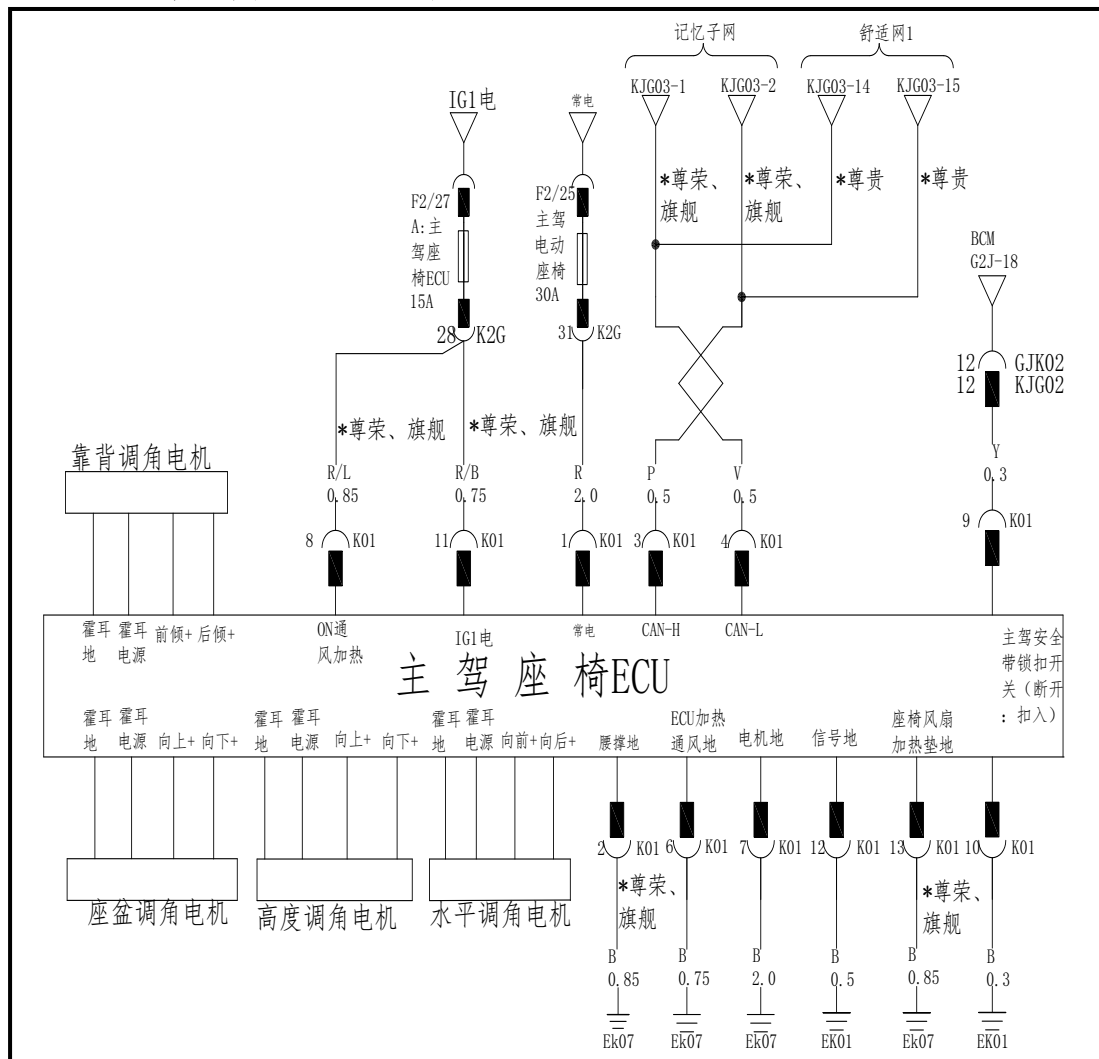 记忆子网
舒适网1
KJG03-1
KJG03-2
KJG03-14
KJG03-15
IG1电
常电
*尊荣、
旗舰
*尊荣、
旗舰
*尊贵
*尊贵
F2/27
A:主
驾座
椅ECU
15A
F2/25
主驾
电动
座椅
30A
BCM
G2J-18
28 K2G
31 K2G
12 GJK02
12 KJG02
*尊荣、旗舰
*尊荣、旗舰
靠背调角电机
R/L
0.85
R/B
0.75
R
2.0
P
0.5
V
0.5
Y
0.3
8 K01
11 K01
1 K01
3 K01
4 K01
9 K01
霍耳
地
霍耳
电源
前倾+
后倾+
ON通
风加热
IG1电
常电
CAN-H
CAN-L
主驾安全
带锁扣开
关（断开
：扣入）
主驾座椅ECU
霍耳
地
霍耳
电源
向上+
向下+
霍耳
地
霍耳
电源
向上+
向下+
霍耳
地
霍耳
电源
向前+
向后+
腰撑地
ECU加热
通风地
电机地
信号地
座椅风扇
加热垫地
2 K01
6 K01
7 K01
12 K01
13 K01
10 K01
座盆调角电机
高度调角电机
水平调角电机
*尊荣、
旗舰
*尊荣、
旗舰
B
0.85
B
0.75
B
2.0
B
0.5
B
0.85
B
0.3
Ek07
Ek07
Ek07
EK01
Ek07
EK01